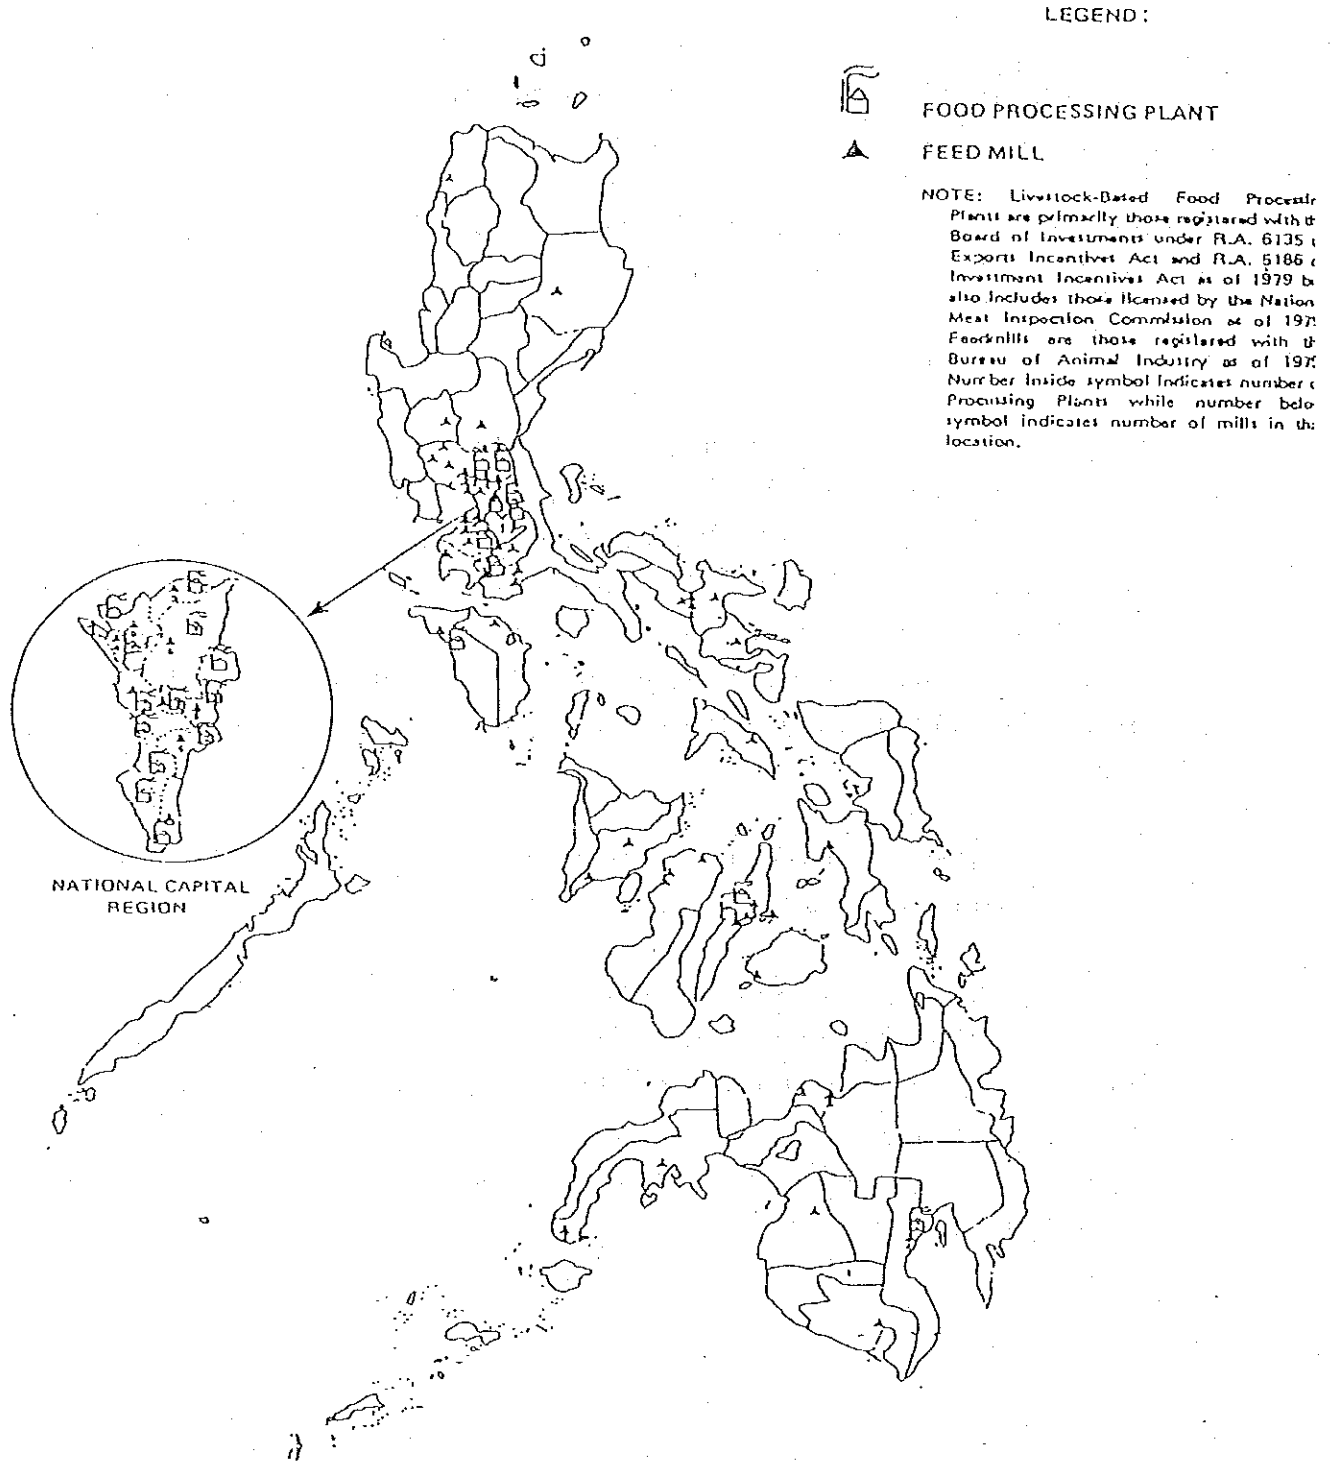 LEGEND:
FOOD PROCESSING PLANT
FEED MILL
NOTE: Livestock-Based Food
Plants are primarily those registered with
Board of Investments under R.A. 6135
Exports Incentives Act and R.A. 5186
Investment Incentives Act as of 1979
also includes those licensed by the
Meat Inspection Commission as of
Feedmills are those registered with
Bureau of Animal Industry as of
Number inside symbol indicates number
Processing Plants while number
symbol indicates number of mills in
location.
NATIONAL CAPITAL
REGION